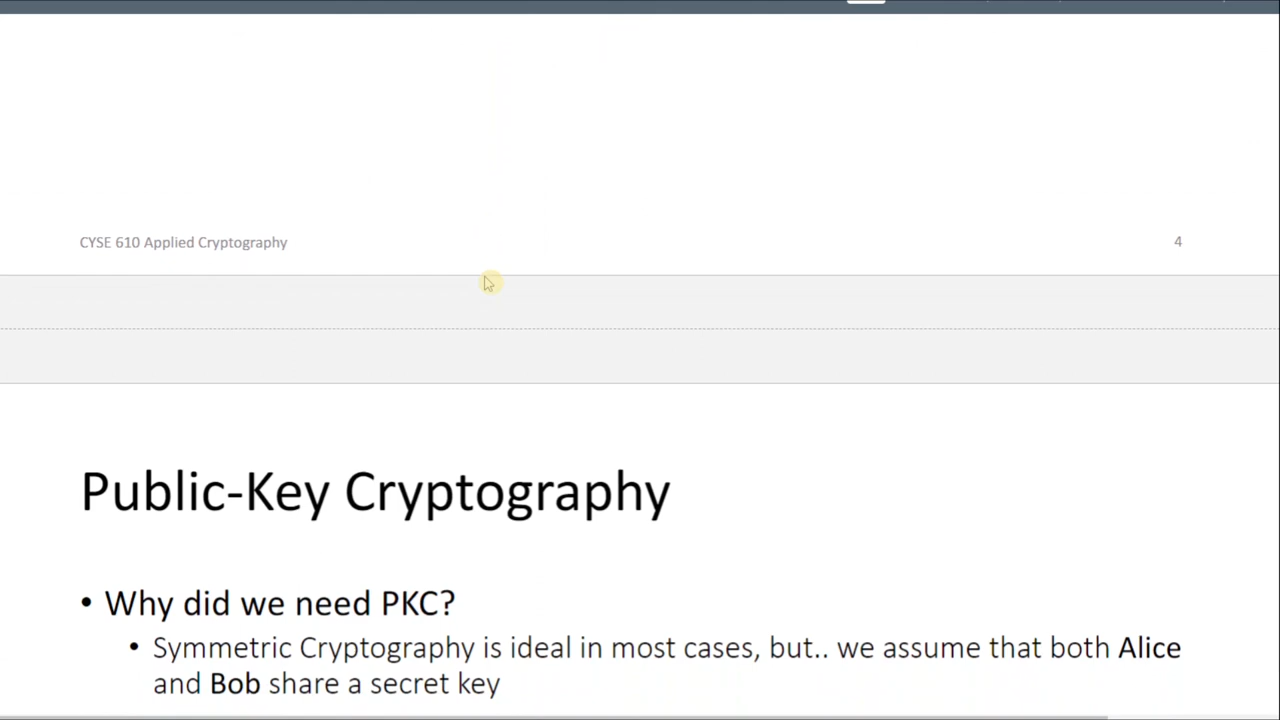 CYSE 610 Applied Cryptography
4
Public-Key Cryptography
• Why did we need PKC?
• Symmetric Cryptography is ideal in most cases, but.. we assume that both Alice
and Bob share a secret key